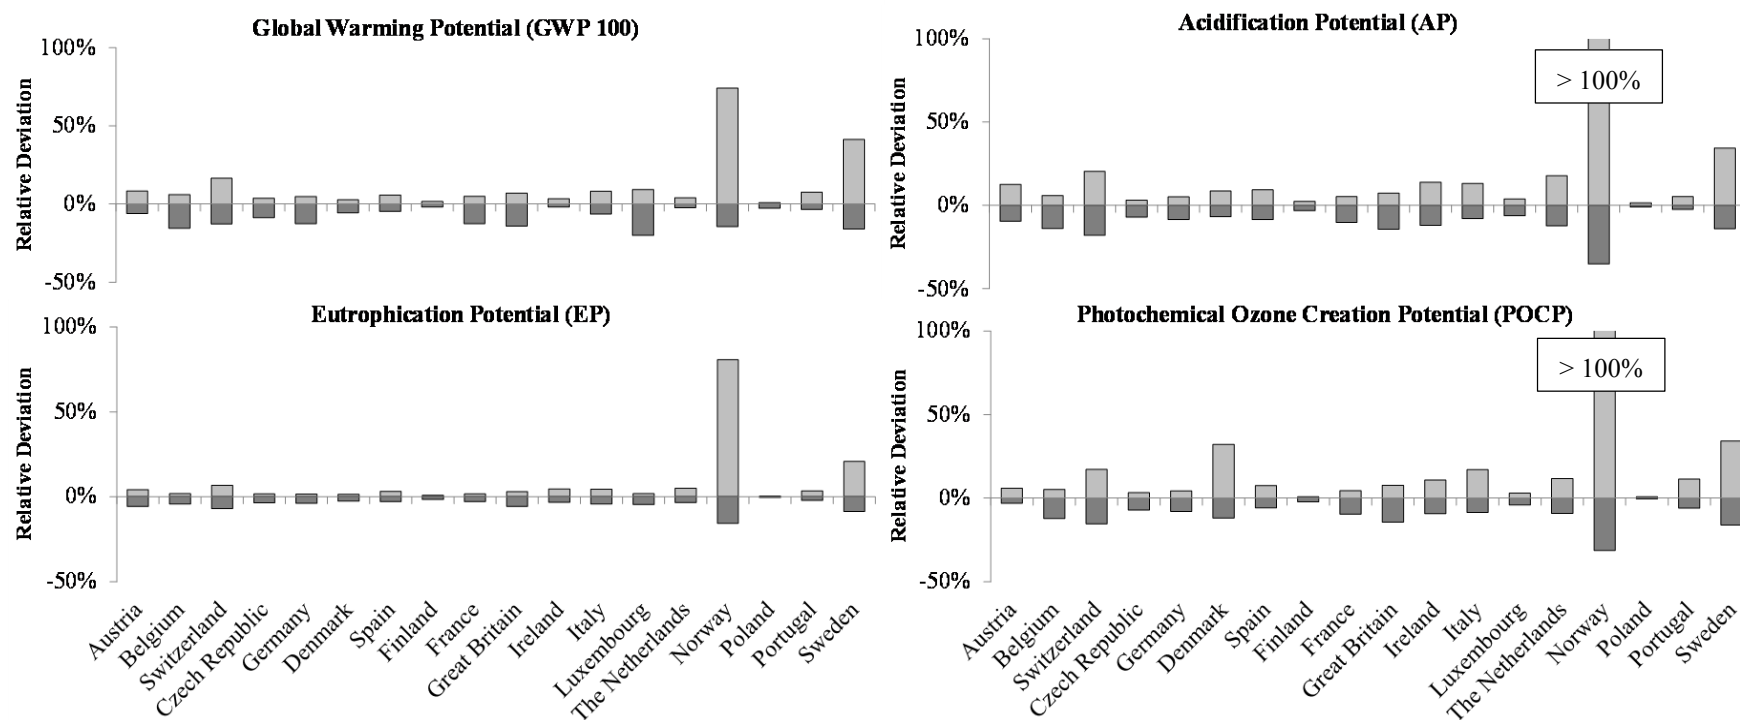 Global Warming Potential (GWP 100)
100%
50%
0%
-50%
Relative Deviation
Acidification Potential (AP)
100%
50%
0%
-50%
Relative Deviation
> 100%
Eutrophication Potential (EP)
100%
50%
0%
-50%
Relative Deviation
Austria
Belgium
Switzerland
Czech Republic
Germany
Denmark
Spain
Finland
France
Great Britain
Ireland
Italy
Luxembourg
The Netherlands
Norway
Poland
Portugal
Sweden
Photochemical Ozone Creation Potential (POCP)
100%
50%
0%
-50%
Relative Deviation
> 100%
Austria
Belgium
Switzerland
Czech Republic
Germany
Denmark
Spain
Finland
France
Great Britain
Ireland
Italy
Luxembourg
The Netherlands
Norway
Poland
Portugal
Sweden